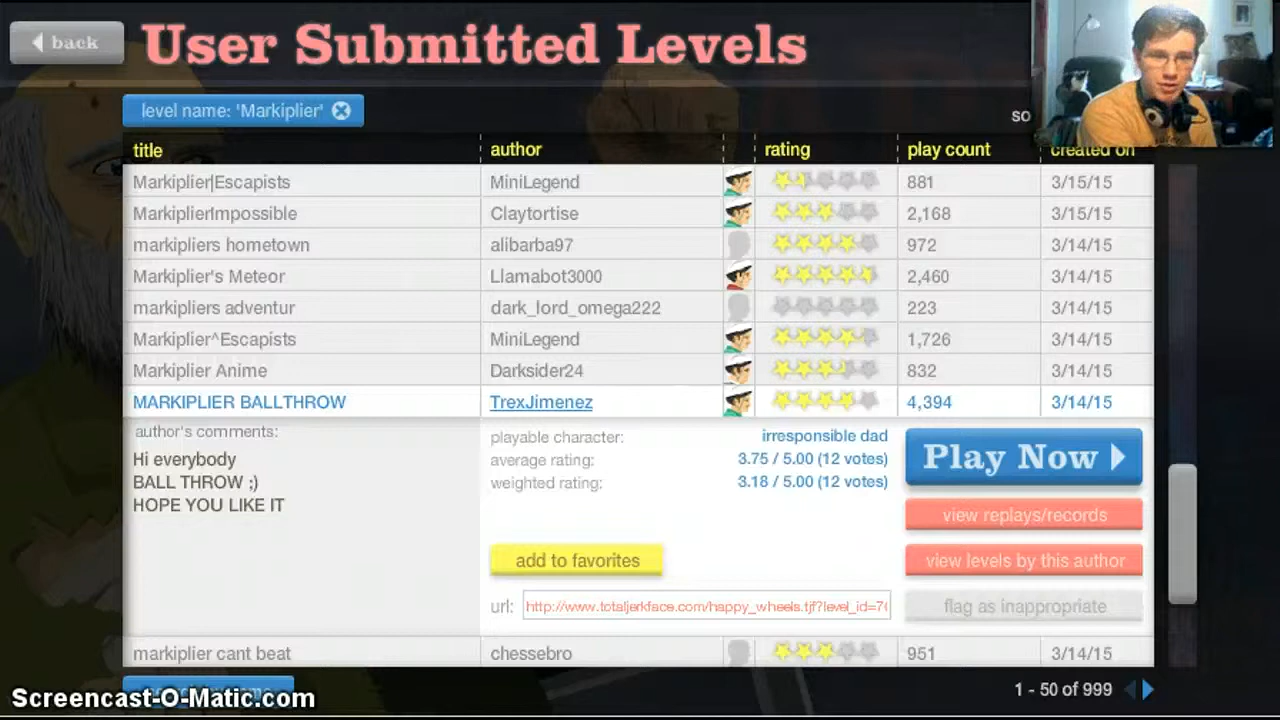 back
User Submitted Levels
level name: 'Markiplier'
so
title author rating play count created on
Markiplier|Escapists MiniLegend 881 3/15/15
MarkiplierImpossible Claytortise 2,168 3/15/15
markipliers hometown alibarba97 972 3/14/15
Markiplier's Meteor Llamabot3000 2,460 3/14/15
markipliers adventur dark_lord_omega222 223 3/14/15
Markiplier^Escapists MiniLegend 1,726 3/14/15
Markiplier Anime Darksider24 832 3/14/15
MARKIPLIER BALLTHROW TrexJimenez 4,394 3/14/15
author's comments:
Hi everybody
BALL THROW ;)
HOPE YOU LIKE IT
playable character: irresponsible dad
average rating: 3.75 / 5.00 (12 votes)
weighted rating: 3.18 / 5.00 (12 votes)
Play Now
view replays/records
add to favorites
view levels by this author
url: http://www.totaljerkface.com/happy_wheels.tjf?level_id=7(
flag as inappropriate
markiplier cant beat chessebro 951 3/14/15
Screencast-O-Matic.com
1 - 50 of 999